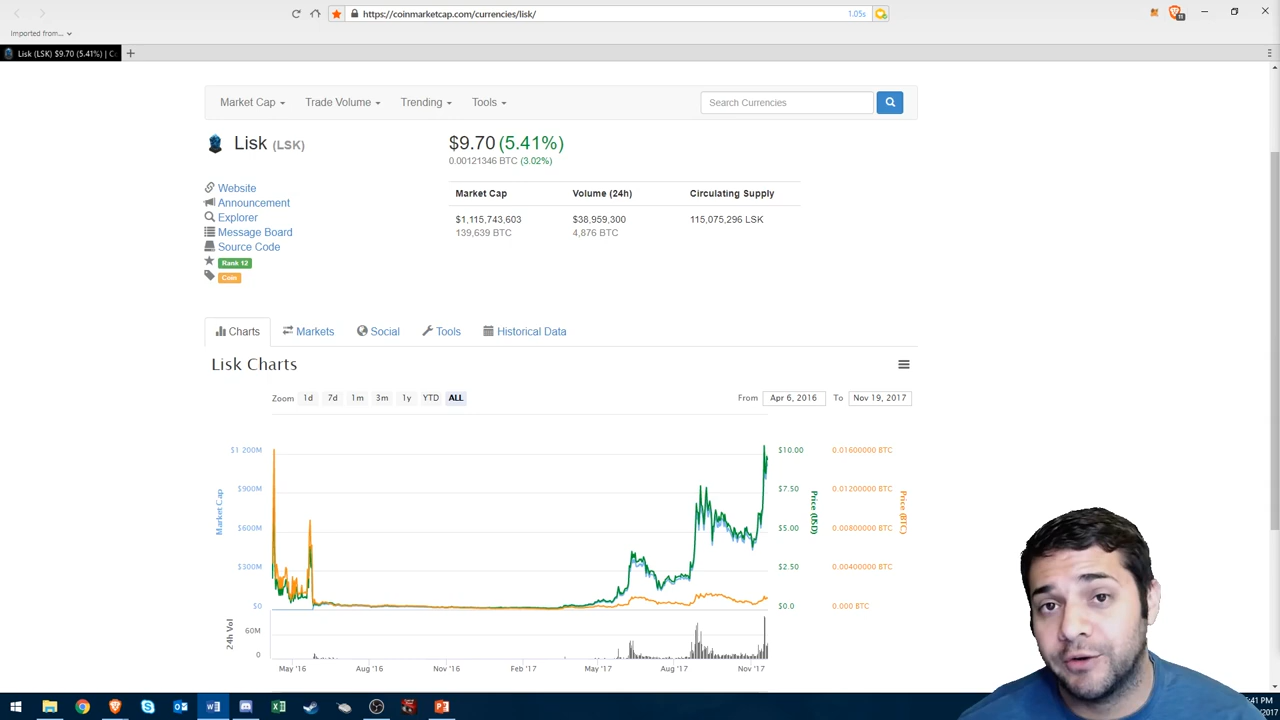 https://coinmarketcap.com/currencies/lisk/
1.05s
11
Imported from...
Lisk (LSK) $9.70 (5.41%) | C
Market Cap
Trade Volume
Trending
Tools
Search Currencies
Lisk (LSK)
$9.70 (5.41%)
0.00121346 BTC (3.02%)
Website
Announcement
Explorer
Message Board
Source Code
Rank 12
Coin
Market Cap Volume (24h) Circulating Supply
$1,115,743,603 $38,959,300 115,075,296 LSK
139,639 BTC 4,876 BTC
Charts Markets Social Tools Historical Data
Lisk Charts
Zoom 1d 7d 1m 3m 1y YTD ALL From Apr 6, 2016 To Nov 19, 2017
$1 200M $10.00 0.01600000 BTC
$900M $7.50 0.01200000 BTC
$600M $5.00 0.00800000 BTC
$300M $2.50 0.00400000 BTC
$0 $0.0 0.000 BTC
Market Cap
Price (USD)
Price (BTC)
24h Vol
60M
0
May '16 Aug '16 Nov '16 Feb '17 May '17 Aug '17 Nov '17
:41 PM
/2017